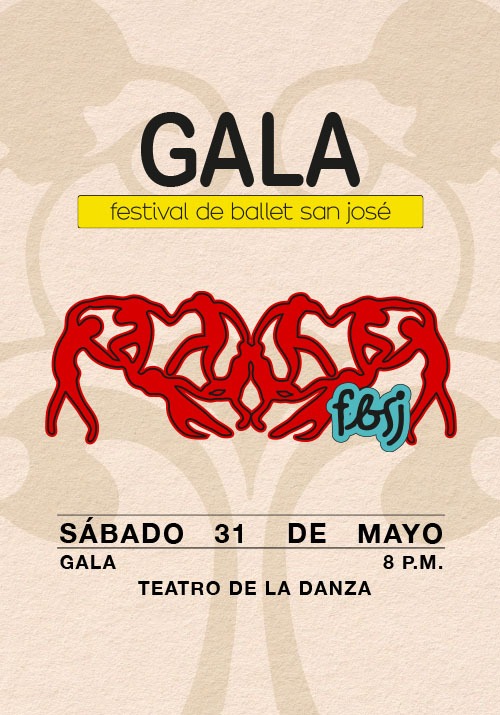 GALA
festival de ballet san josé
fbsj
SÁBADO 31 DE MAYO
GALA 8 P.M.
TEATRO DE LA DANZA